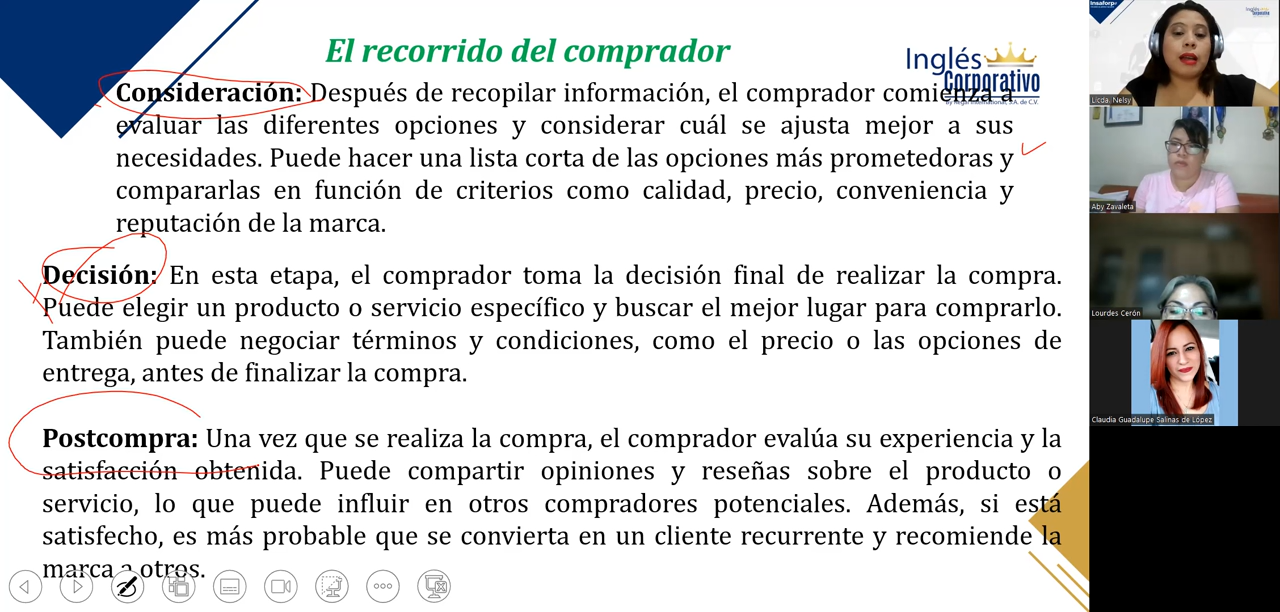 El recorrido del comprador
Inglés
Corporativo
by Regal International, S.A. de C.V.
Consideración: Después de recopilar información, el comprador comienza a
evaluar las diferentes opciones y considerar cuál se ajusta mejor a sus
necesidades. Puede hacer una lista corta de las opciones más prometedoras y
compararlas en función de criterios como calidad, precio, conveniencia y
reputación de la marca.
Decisión: En esta etapa, el comprador toma la decisión final de realizar la compra.
Puede elegir un producto o servicio específico y buscar el mejor lugar para comprarlo.
También puede negociar términos y condiciones, como el precio o las opciones de
entrega, antes de finalizar la compra.
Postcompra: Una vez que se realiza la compra, el comprador evalúa su experiencia y la
satisfacción obtenida. Puede compartir opiniones y reseñas sobre el producto o
servicio, lo que puede influir en otros compradores potenciales. Además, si está
satisfecho, es más probable que se convierta en un cliente recurrente y recomiende la
marca a otros.
Insaforp
Inglés
Corporativo
Licda. Nelsy
Aby Zavaleta
Lourdes Cerón
Claudia Guadalupe Salinas de López